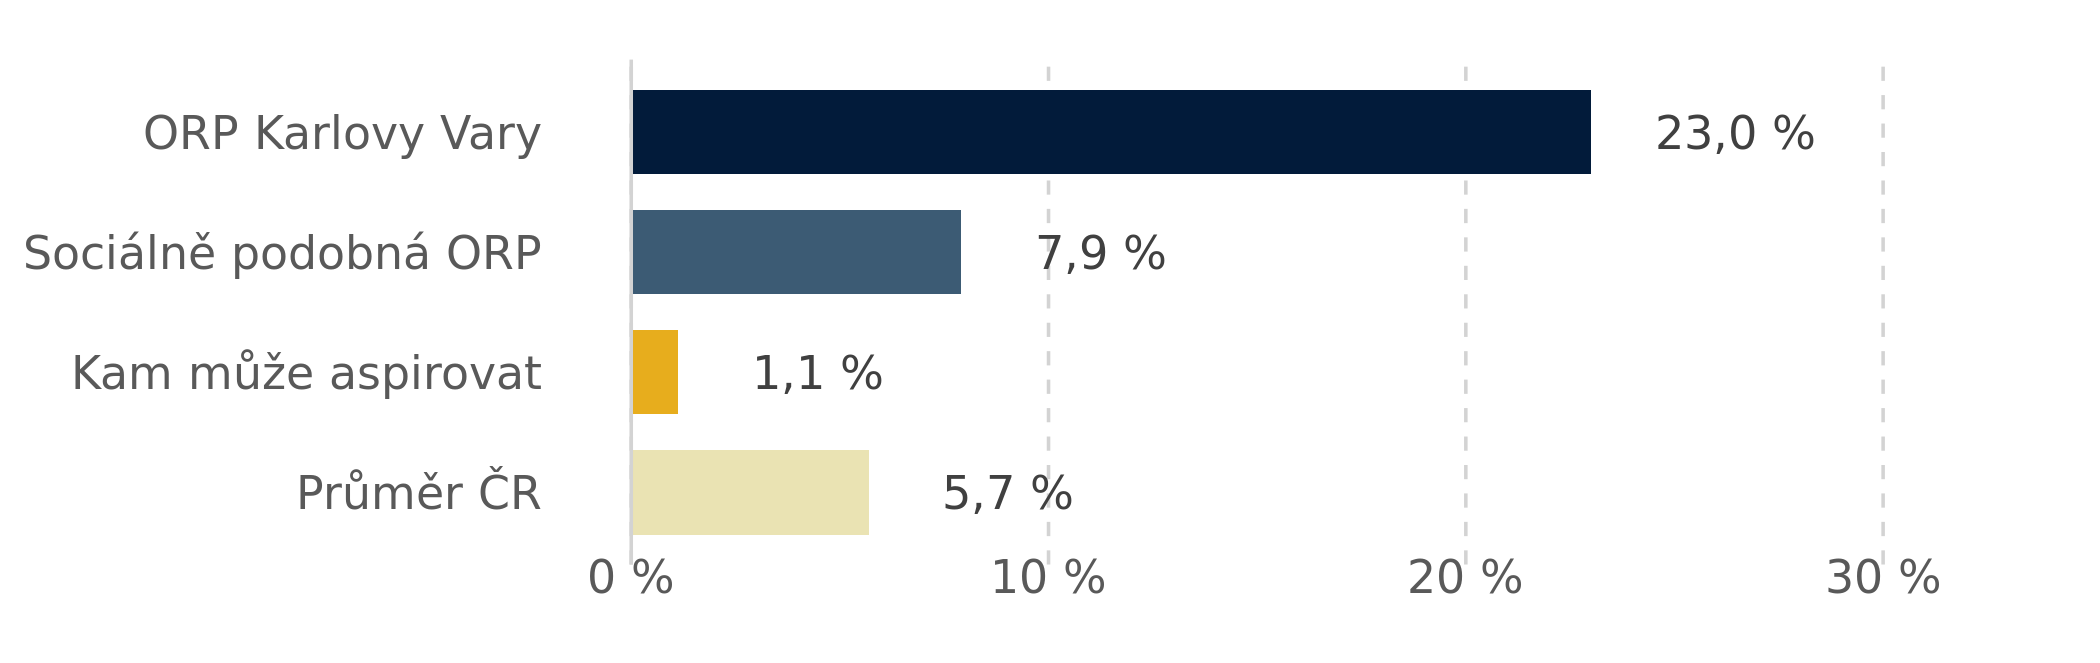 ORP Karlovy Vary 23,0 %
Sociálně podobná ORP 7,9 %
Kam může aspirovat 1,1 %
Průměr ČR 5,7 %
0 % 10 % 20 % 30 %